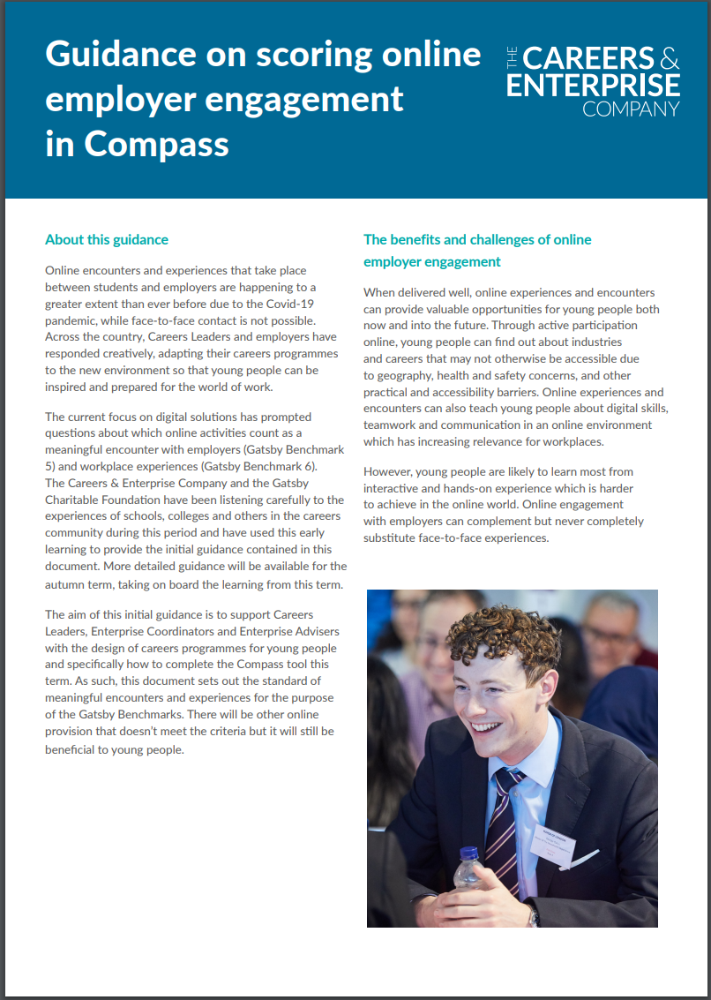 Guidance on scoring online
employer engagement
in Compass
THE CAREERS &
ENTERPRISE
COMPANY
About this guidance
Online encounters and experiences that take place
between students and employers are happening to a
greater extent than ever before due to the Covid-19
pandemic, while face-to-face contact is not possible.
Across the country, Careers Leaders and employers have
responded creatively, adapting their careers programmes
to the new environment so that young people can be
inspired and prepared for the world of work.
The current focus on digital solutions has prompted
questions about which online activities count as a
meaningful encounter with employers (Gatsby Benchmark
5) and workplace experiences (Gatsby Benchmark 6).
The Careers & Enterprise Company and the Gatsby
Charitable Foundation have been listening carefully to the
experiences of schools, colleges and others in the careers
community during this period and have used this early
learning to provide the initial guidance contained in this
document. More detailed guidance will be available for the
autumn term, taking on board the learning from this term.
The aim of this initial guidance is to support Careers
Leaders, Enterprise Coordinators and Enterprise Advisers
with the design of careers programmes for young people
and specifically how to complete the Compass tool this
term. As such, this document sets out the standard of
meaningful encounters and experiences for the purpose
of the Gatsby Benchmarks. There will be other online
provision that doesn't meet the criteria but it will still be
beneficial to young people.
The benefits and challenges of online
employer engagement
When delivered well, online experiences and encounters
can provide valuable opportunities for young people both
now and into the future. Through active participation
online, young people can find out about industries
and careers that may not otherwise be accessible due
to geography, health and safety concerns, and other
practical and accessibility barriers. Online experiences and
encounters can also teach young people about digital skills,
teamwork and communication in an online environment
which has increasing relevance for workplaces.
However, young people are likely to learn most from
interactive and hands-on experience which is harder
to achieve in the online world. Online engagement
with employers can complement but never completely
substitute face-to-face experiences.